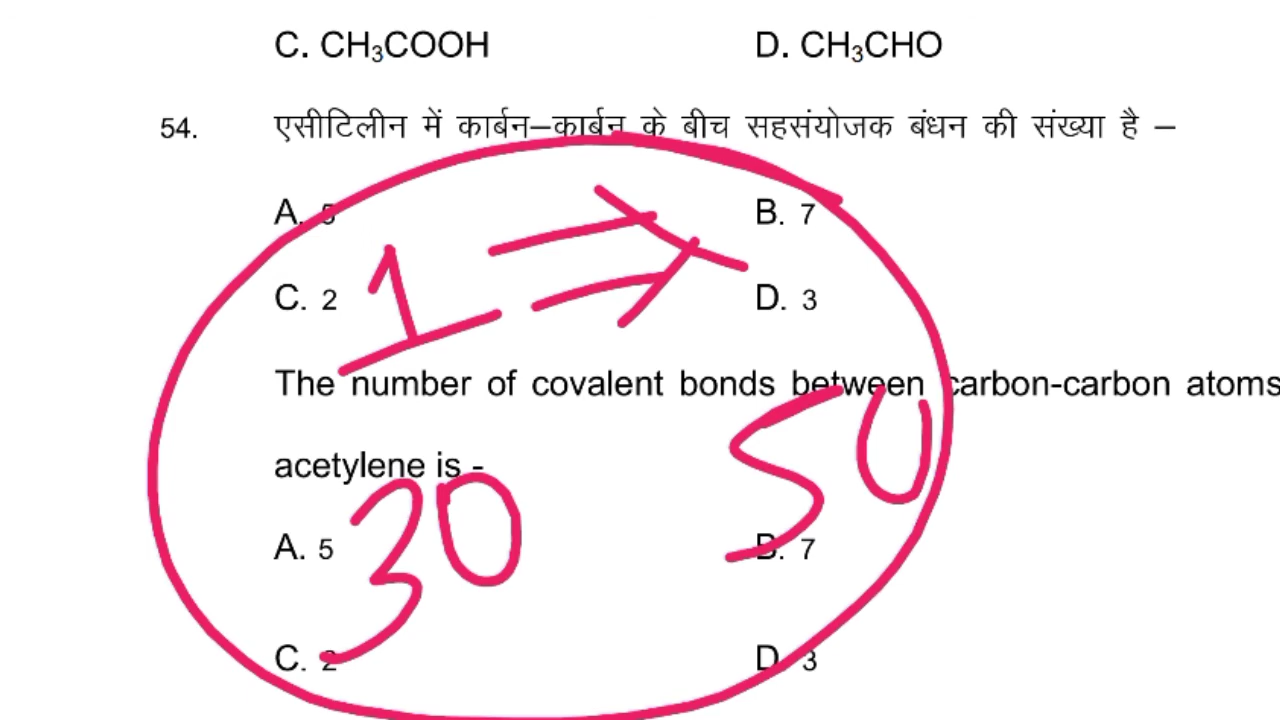 C. CH₃COOH D. CH₃CHO
54. एसीटिलीन में कार्बन–कार्बन के बीच सहसंयोजक बंधन की संख्या है –
A. 5 B. 7
C. 2 D. 3
1
The number of covalent bonds between carbon-carbon atoms
50
acetylene is -
30
A. 5 B. 7
C. 2 D. 3